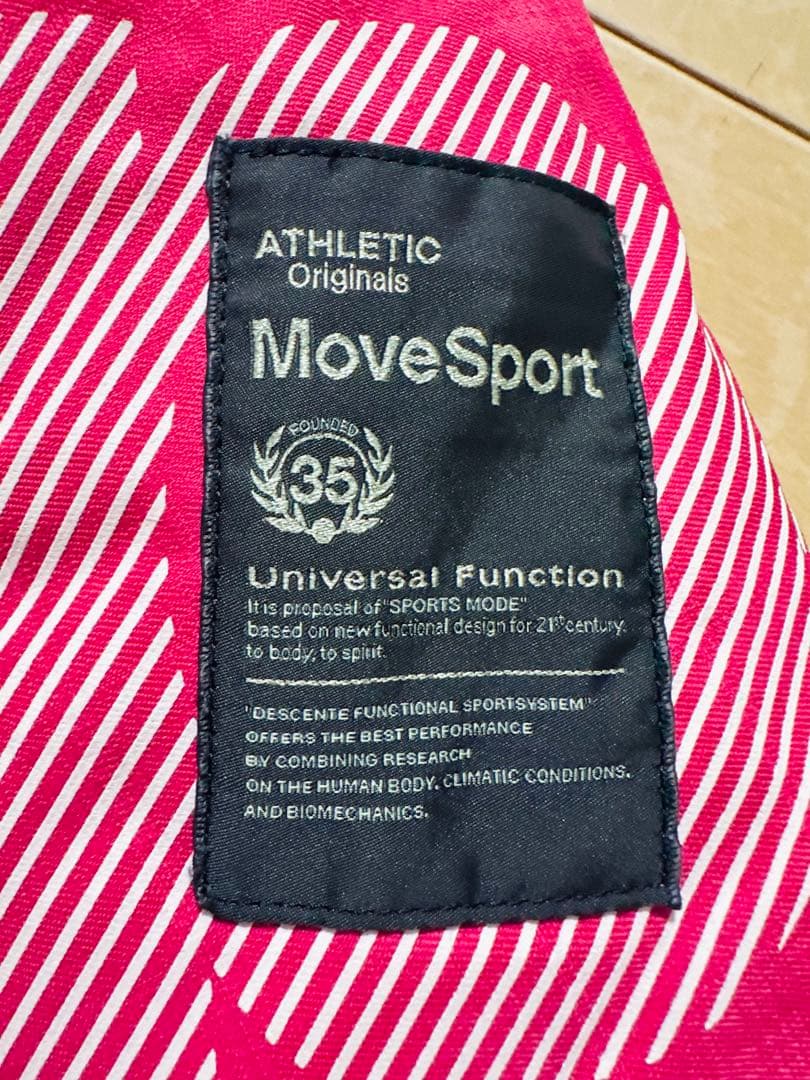 ATHLETIC
Originals
MoveSport
FOUNDED
35
Universal Function
It is proposal of "SPORTS MODE"
based on new functional design for 21st century.
to body, to spirit.
"DESCENTE FUNCTIONAL SPORTSYSTEM"
OFFERS THE BEST PERFORMANCE
BY COMBINING RESEARCH
ON THE HUMAN BODY, CLIMATIC CONDITIONS,
AND BIOMECHANICS.